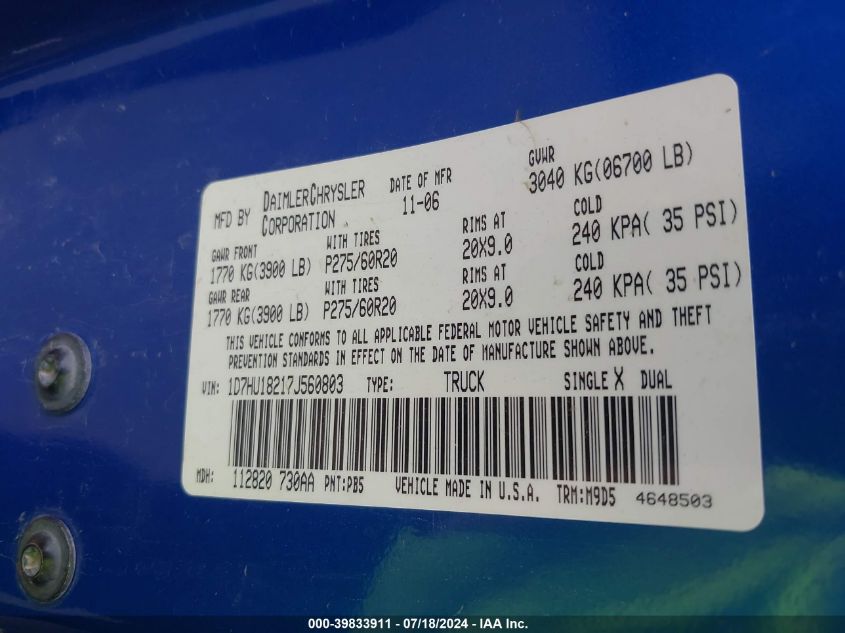 MFD BY DAIMLERCHRYSLER CORPORATION DATE OF MFR 11-06 GVWR 3040 KG(06700 LB)
GAWR FRONT WITH TIRES RIMS AT COLD
1770 KG(3900 LB) P275/60R20 20X9.0 240 KPA( 35 PSI)
GAWR REAR WITH TIRES RIMS AT COLD
1770 KG(3900 LB) P275/60R20 20X9.0 240 KPA( 35 PSI)
THIS VEHICLE CONFORMS TO ALL APPLICABLE FEDERAL MOTOR VEHICLE SAFETY AND THEFT
PREVENTION STANDARDS IN EFFECT ON THE DATE OF MANUFACTURE SHOWN ABOVE.
VIN: 1D7HU18217J560803 TYPE: TRUCK SINGLE X DUAL
MDH: 112820 730AA PNT:PB5 VEHICLE MADE IN U.S.A. TRM:M9D5 4648503
000-39833911 - 07/18/2024 - IAA Inc.